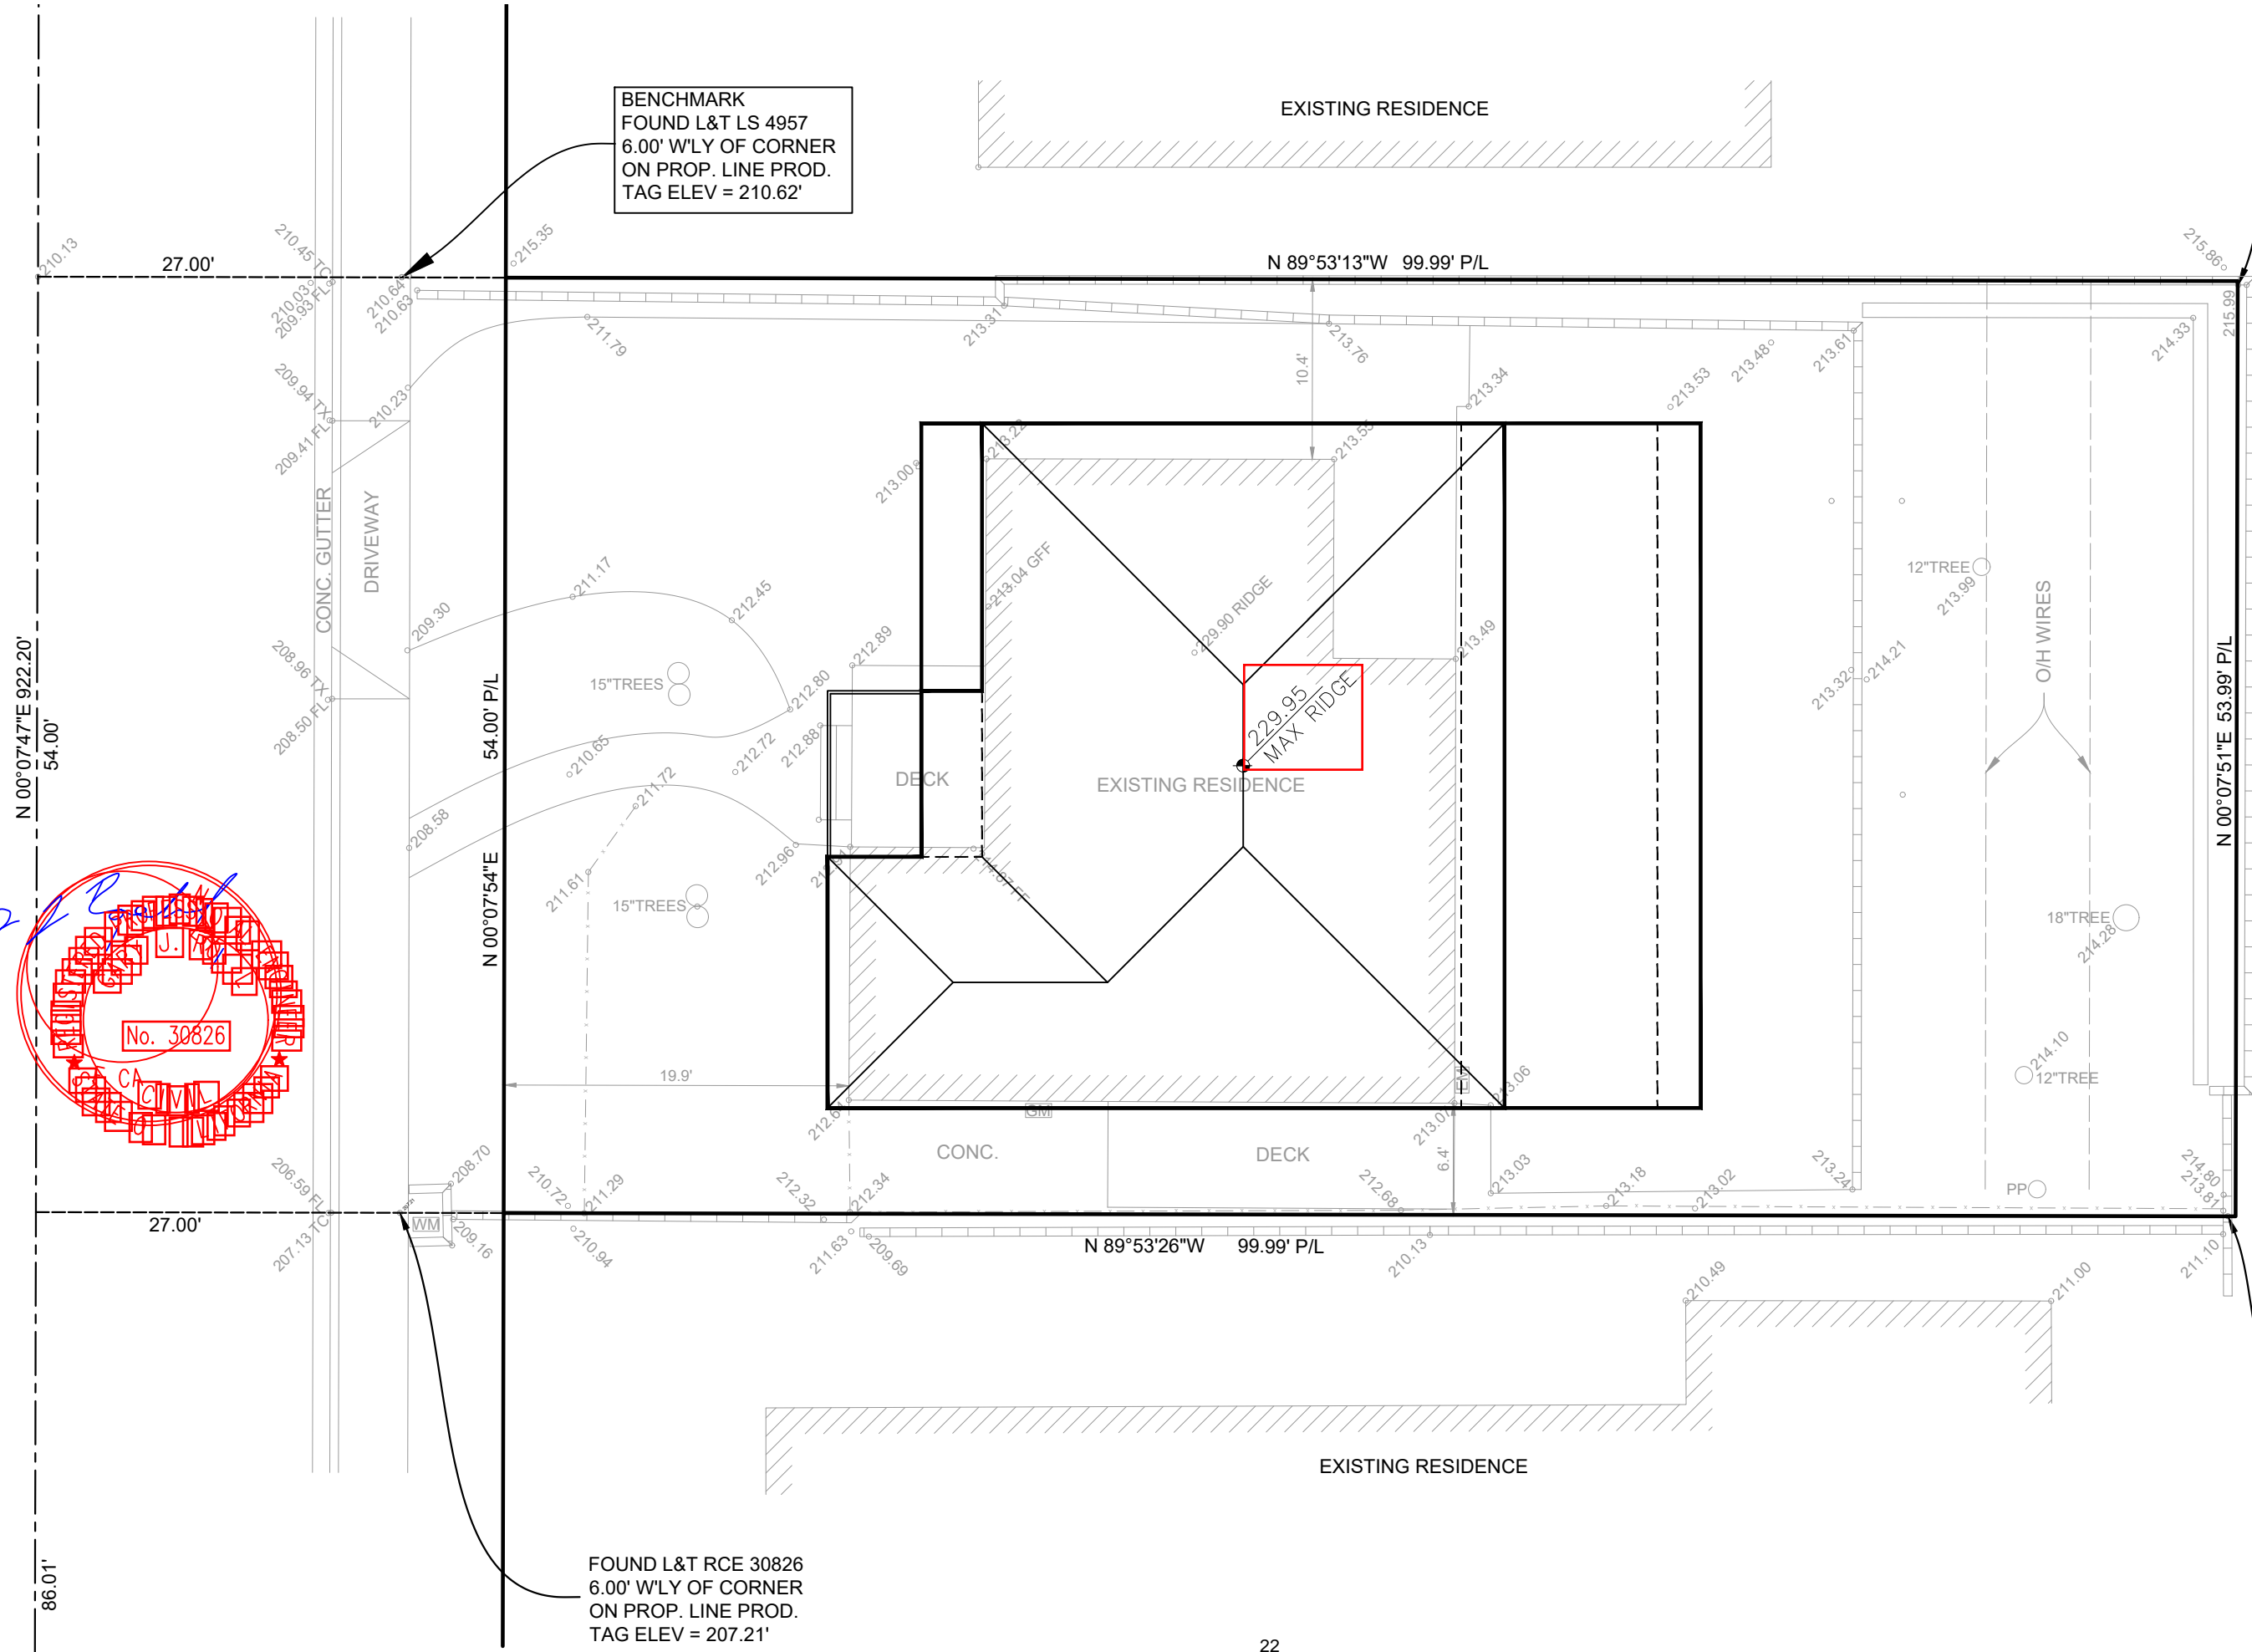 BENCHMARK
FOUND L&T LS 4957
6.00' W'LY OF CORNER
ON PROP. LINE PROD.
TAG ELEV = 210.62'
EXISTING RESIDENCE
210.13
27.00'
210.45 TC
210.03
209.93 FL
210.64
210.63
215.35
N 89°53'13"W 99.99' P/L
215.86
215.99
211.79
213.31
213.76
10.4'
213.48
213.61
214.33
209.94 TX
209.41 FL
210.23
213.34
213.53
213.00
213.22
213.55
CONC. GUTTER
DRIVEWAY
211.17
212.45
213.04 GFF
229.90 RIDGE
12"TREE
213.99
O/H WIRES
209.30
212.89
213.49
N 00°07'47"E 922.20'
54.00'
208.96 TX
208.50 FL
15"TREES
212.80
229.95
MAX RIDGE
213.32
214.21
N 00°07'51"E 53.99' P/L
N 00°07'54"E 54.00' P/L
210.65
212.72
212.88
DECK
EXISTING RESIDENCE
211.72
208.58
212.96
211.61
15"TREES
18"TREE
214.28
No. 30826
CIVIL
19.9'
214.10
12"TREE
GM
EM
213.06
213.07
CONC.
DECK
6.4'
206.59 FL
207.13 TC
208.70
WM
209.16
27.00'
210.72
211.29
210.94
212.32
212.34
211.63
209.69
212.68
213.03
213.18
213.02
213.24
PP
214.80
213.81
N 89°53'26"W 99.99' P/L
210.13
211.10
210.49
211.00
EXISTING RESIDENCE
86.01'
FOUND L&T RCE 30826
6.00' W'LY OF CORNER
ON PROP. LINE PROD.
TAG ELEV = 207.21'
22